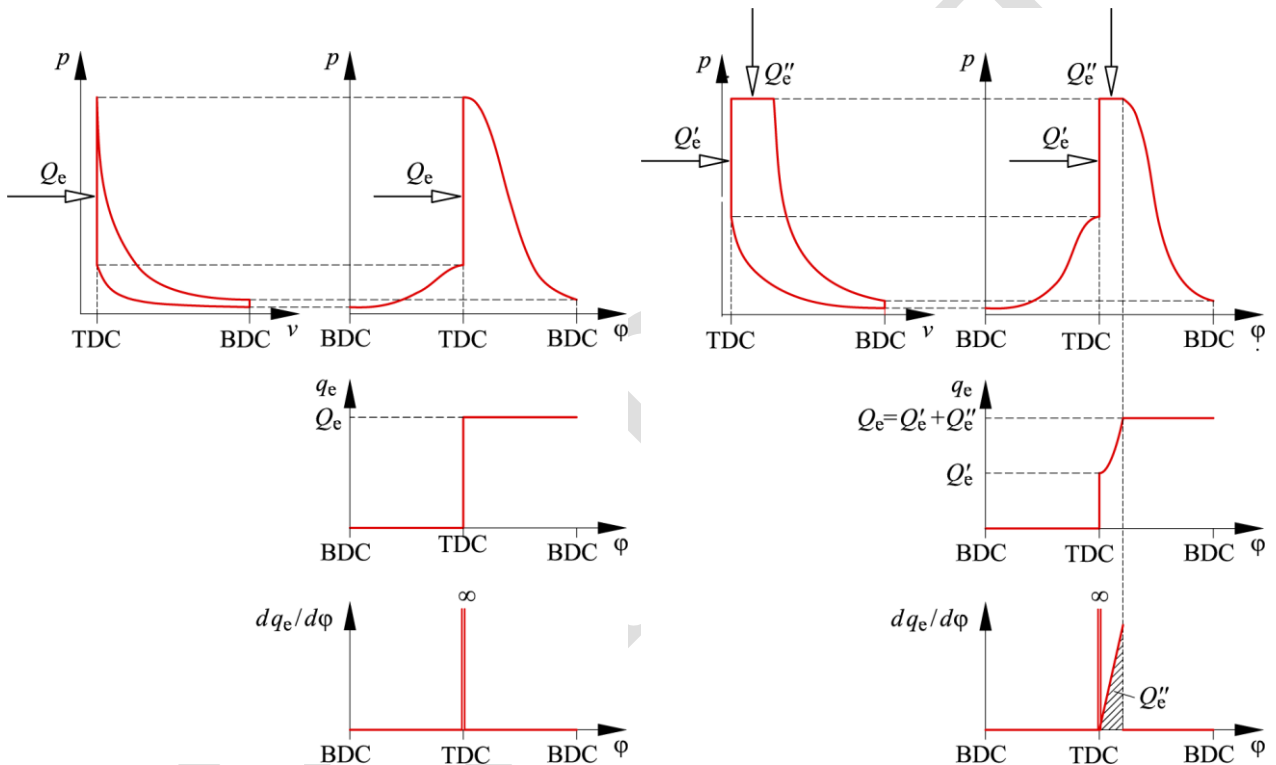 p
p
Q_e
Q_e
TDC
BDC
v
BDC
TDC
BDC
φ
q_e
Q_e
BDC
TDC
BDC
φ
∞
dq_e/dφ
BDC
TDC
BDC
φ
Q″_e
Q″_e
p
p
Q′_e
Q′_e
TDC
BDC
v
BDC
TDC
BDC
φ
q_e
Q_e=Q′_e+Q″_e
Q′_e
BDC
TDC
BDC
φ
∞
dq_e/dφ
Q″_e
BDC
TDC
BDC
φ